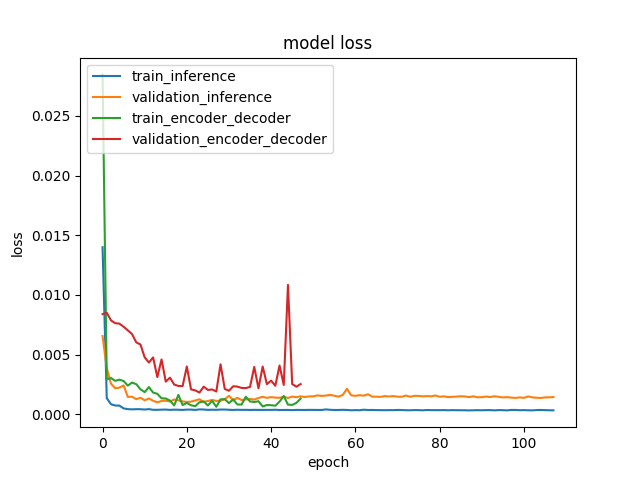 model loss
train_inference
validation_inference
train_encoder_decoder
validation_encoder_decoder
0.025
0.020
0.015
0.010
0.005
0.000
loss
0 20 40 60 80 100
epoch